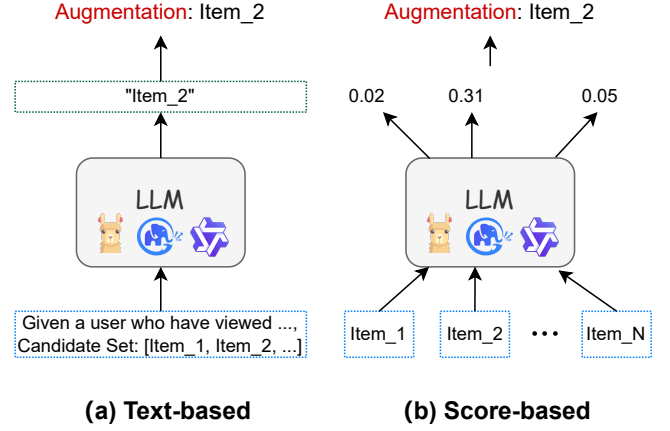 Augmentation: Item_2
"Item_2"
LLM
Given a user who have viewed ...,
Candidate Set: [Item_1, Item_2, ...]
(a) Text-based
Augmentation: Item_2
0.02
0.31
0.05
LLM
Item_1
Item_2
•••
Item_N
(b) Score-based